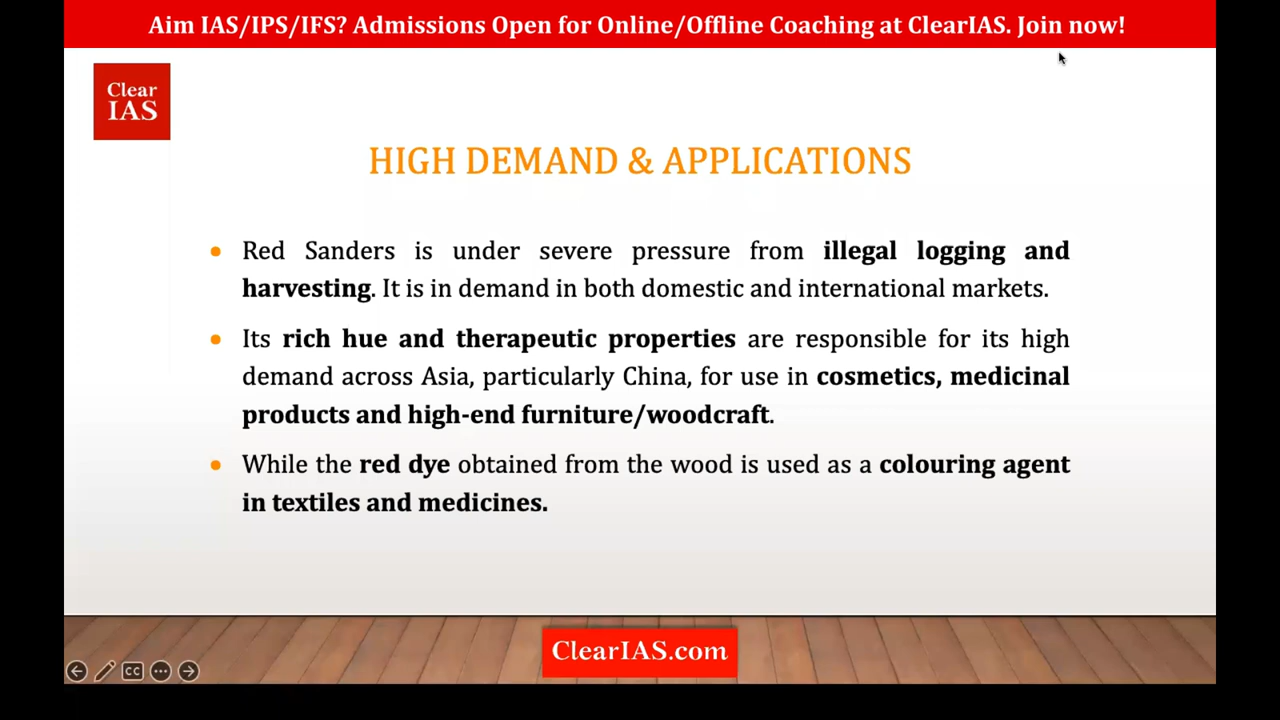 Aim IAS/IPS/IFS? Admissions Open for Online/Offline Coaching at ClearIAS. Join now!
Clear
IAS
HIGH DEMAND & APPLICATIONS
• Red Sanders is under severe pressure from illegal logging and
harvesting. It is in demand in both domestic and international markets.
• Its rich hue and therapeutic properties are responsible for its high
demand across Asia, particularly China, for use in cosmetics, medicinal
products and high-end furniture/woodcraft.
• While the red dye obtained from the wood is used as a colouring agent
in textiles and medicines.
ClearIAS.com
CC